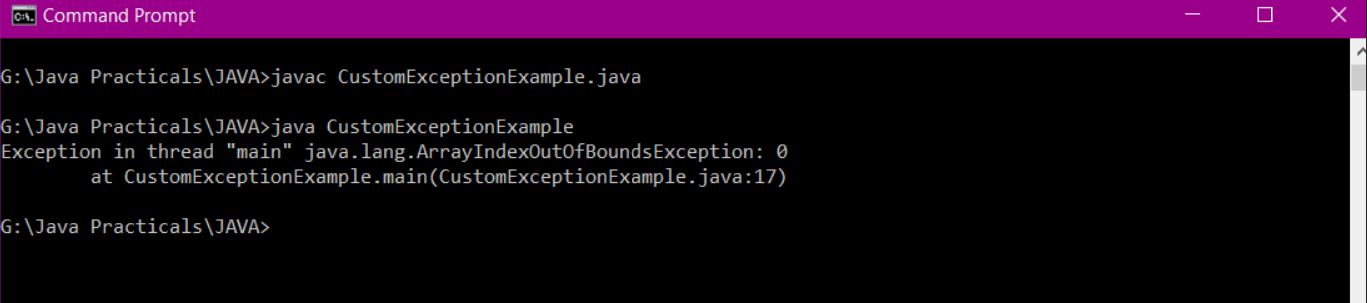 Command Prompt
G:\Java Practicals\JAVA>javac CustomExceptionExample.java
G:\Java Practicals\JAVA>java CustomExceptionExample
Exception in thread "main" java.lang.ArrayIndexOutOfBoundsException: 0
        at CustomExceptionExample.main(CustomExceptionExample.java:17)
G:\Java Practicals\JAVA>